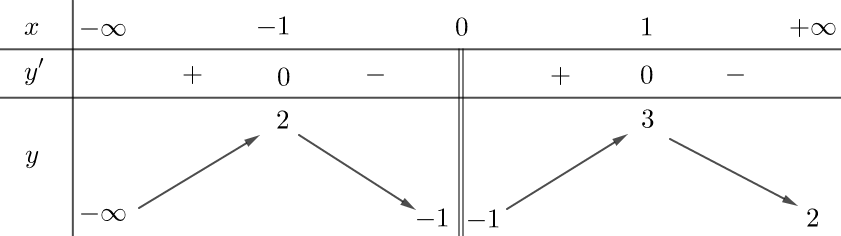 x −∞ −1 0 1 +∞
y′ + 0 − + 0 −
2 3
y
−∞ −1 −1 2